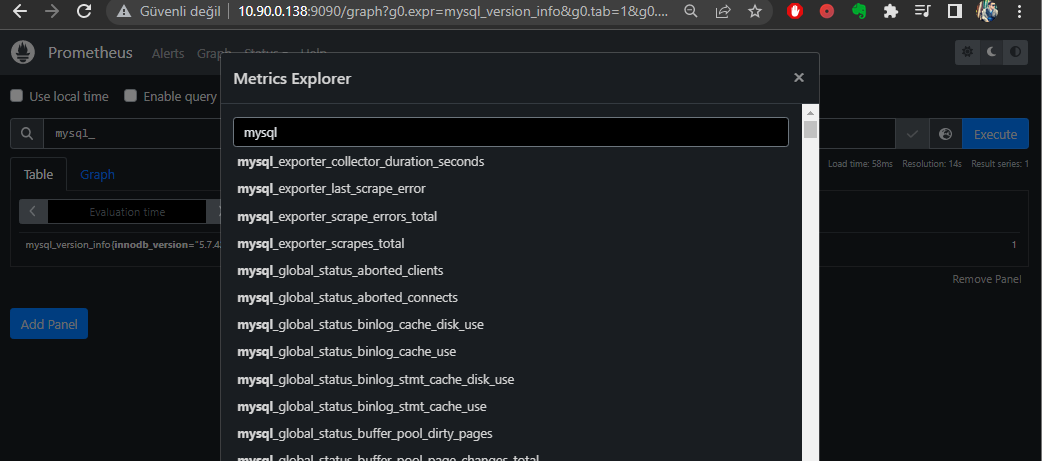 Güvenli değil 10.90.0.138:9090/graph?g0.expr=mysql_version_info&g0.tab=1&g0....
Prometheus Alerts Graph Status Help
Use local time Enable query
mysql_ Execute
Load time: 58ms Resolution: 14s Result series: 1
Table Graph
Evaluation time
mysql_version_info{innodb_version="5.7.4 1
Remove Panel
Add Panel
Metrics Explorer ×
mysql
mysql_exporter_collector_duration_seconds
mysql_exporter_last_scrape_error
mysql_exporter_scrape_errors_total
mysql_exporter_scrapes_total
mysql_global_status_aborted_clients
mysql_global_status_aborted_connects
mysql_global_status_binlog_cache_disk_use
mysql_global_status_binlog_cache_use
mysql_global_status_binlog_stmt_cache_disk_use
mysql_global_status_binlog_stmt_cache_use
mysql_global_status_buffer_pool_dirty_pages
mysql_global_status_buffer_pool_page_changes_total